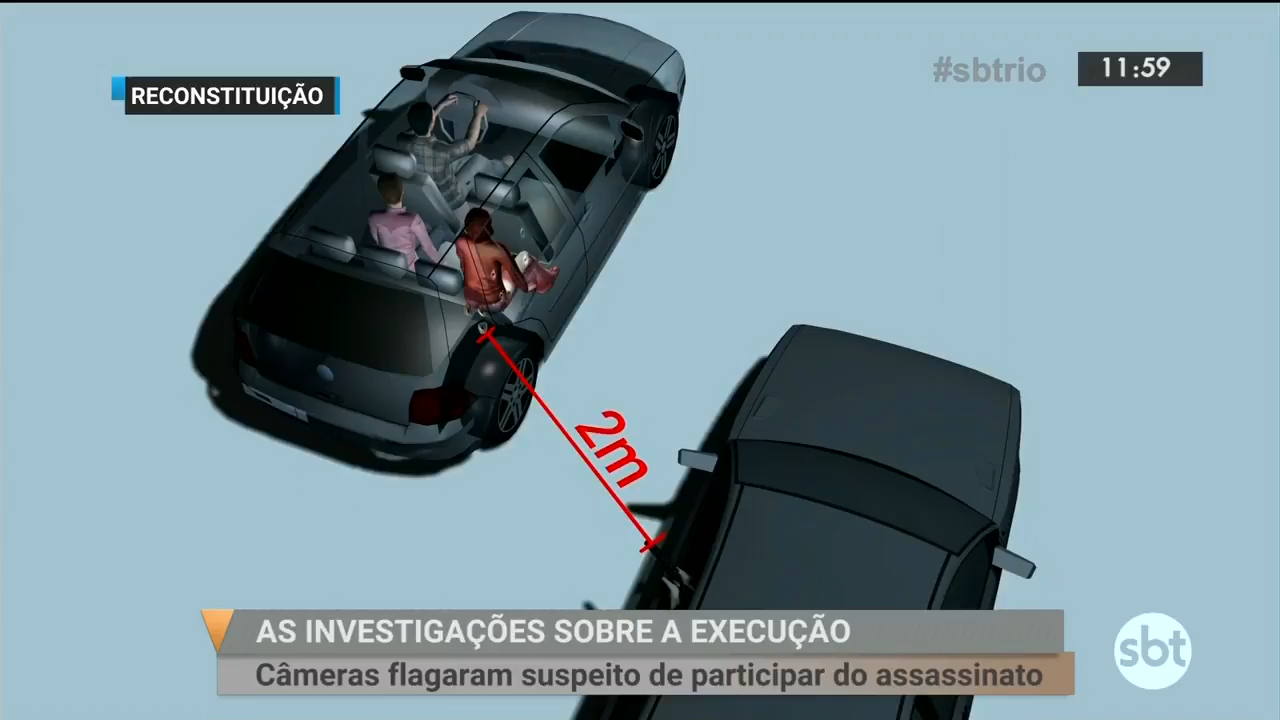 #sbtrio
11:59
RECONSTITUIÇÃO
2m
AS INVESTIGAÇÕES SOBRE A EXECUÇÃO
Câmeras flagaram suspeito de participar do assassinato
sbt